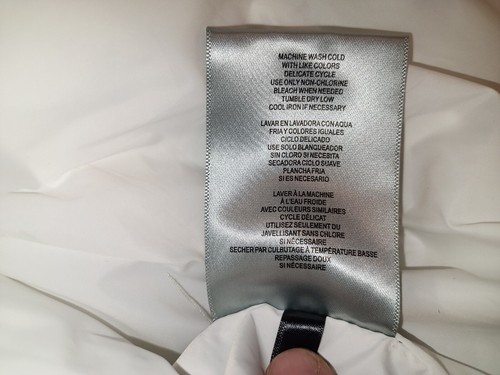 MACHINE WASH COLD
WITH LIKE COLORS
DELICATE CYCLE
USE ONLY NON-CHLORINE
BLEACH WHEN NEEDED
TUMBLE DRY LOW
COOL IRON IF NECESSARY
LAVAR EN LAVADORA CON AQUA
FRIA Y COLORES IGUALES
CICLO DELICADO
USE SOLO BLANQUEADOR
SIN CLORO SI NECESITA
SECADORA CICLO SUAVE
PLANCHA FRIA
SI ES NECESARIO
LAVER À LA MACHINE
À L'EAU FROIDE
AVEC COULEURS SIMILAIRES
CYCLE DÉLICAT
UTILISEZ SEULEMENT DU
JAVELLISANT SANS CHLORE
SI NÉCESSAIRE
SECHER PAR CULBUTAGE À TEMPÉRATURE BASSE
REPASSAGE DOUX
SI NÉCESSAIRE